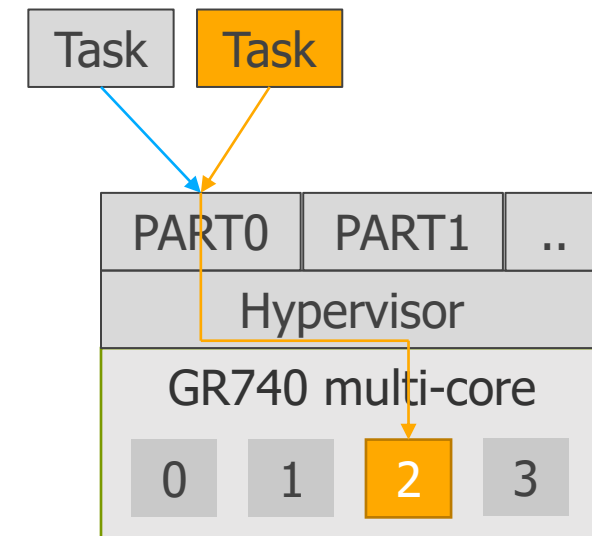 Task Task
PART0 PART1 ..
Hypervisor
GR740 multi-core
0 1 2 3